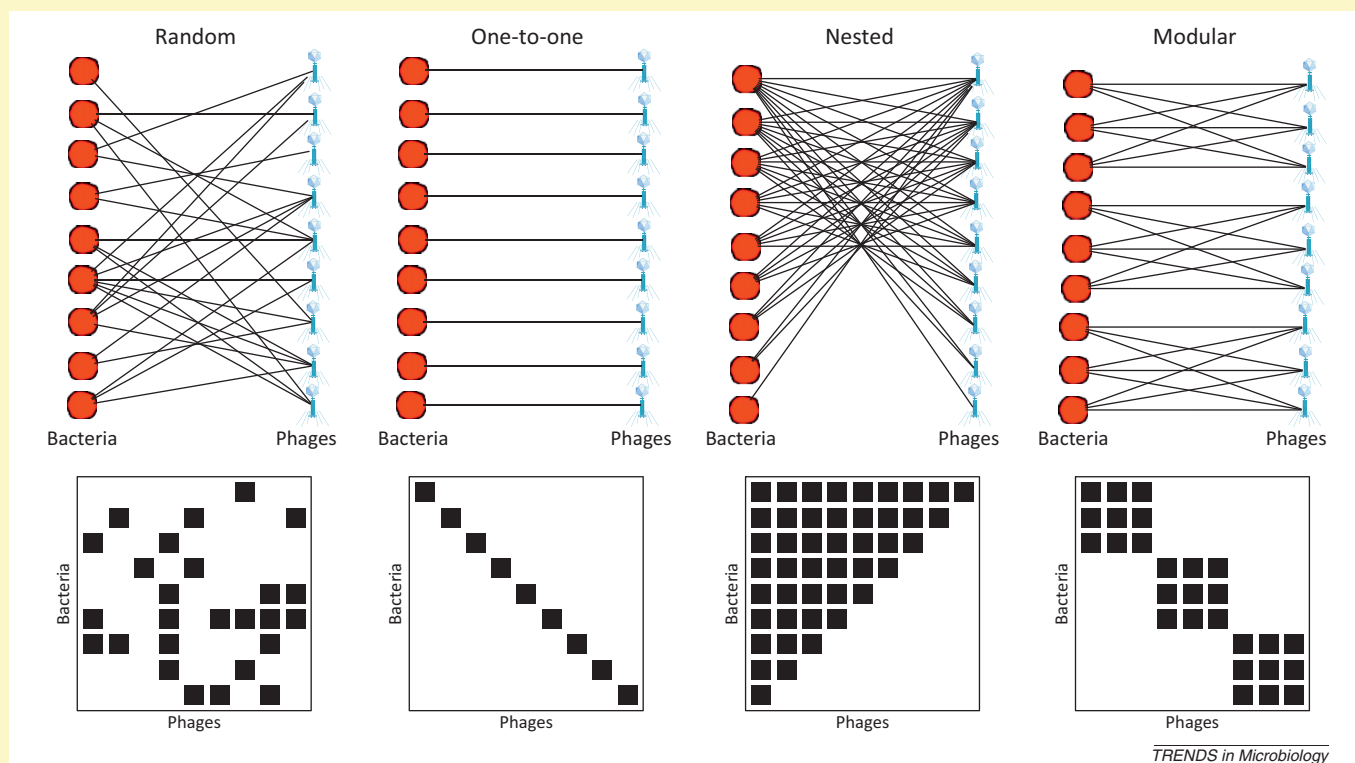 Random
One-to-one
Nested
Modular
Bacteria
Phages
Bacteria
Phages
Bacteria
Phages
Bacteria
Phages
Bacteria
Phages
Bacteria
Phages
Bacteria
Phages
Bacteria
Phages
TRENDS in Microbiology